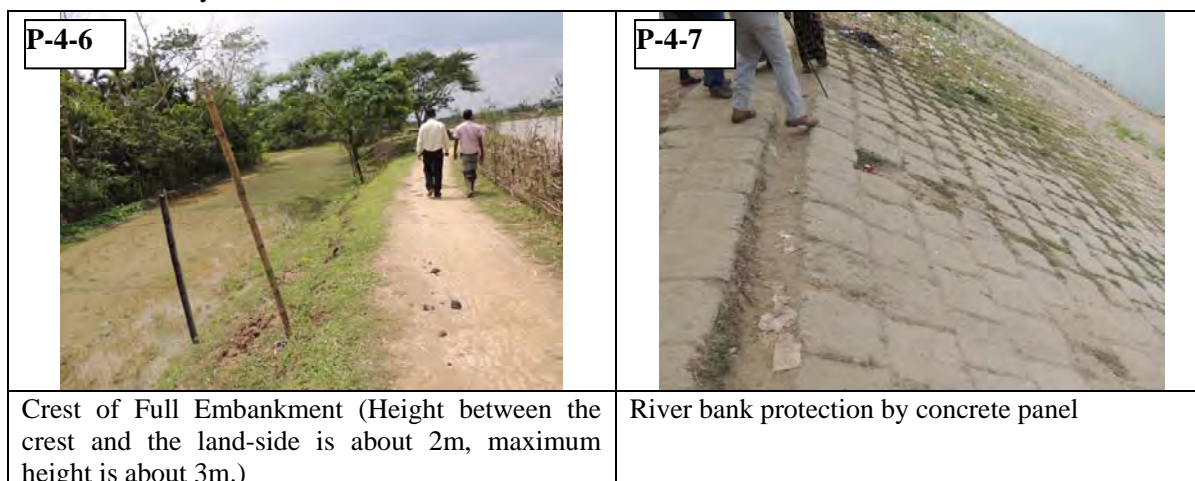 P-4-6
P-4-7
Crest of Full Embankment (Height between the
crest and the land-side is about 2m, maximum
height is about 3m.)
River bank protection by concrete panel